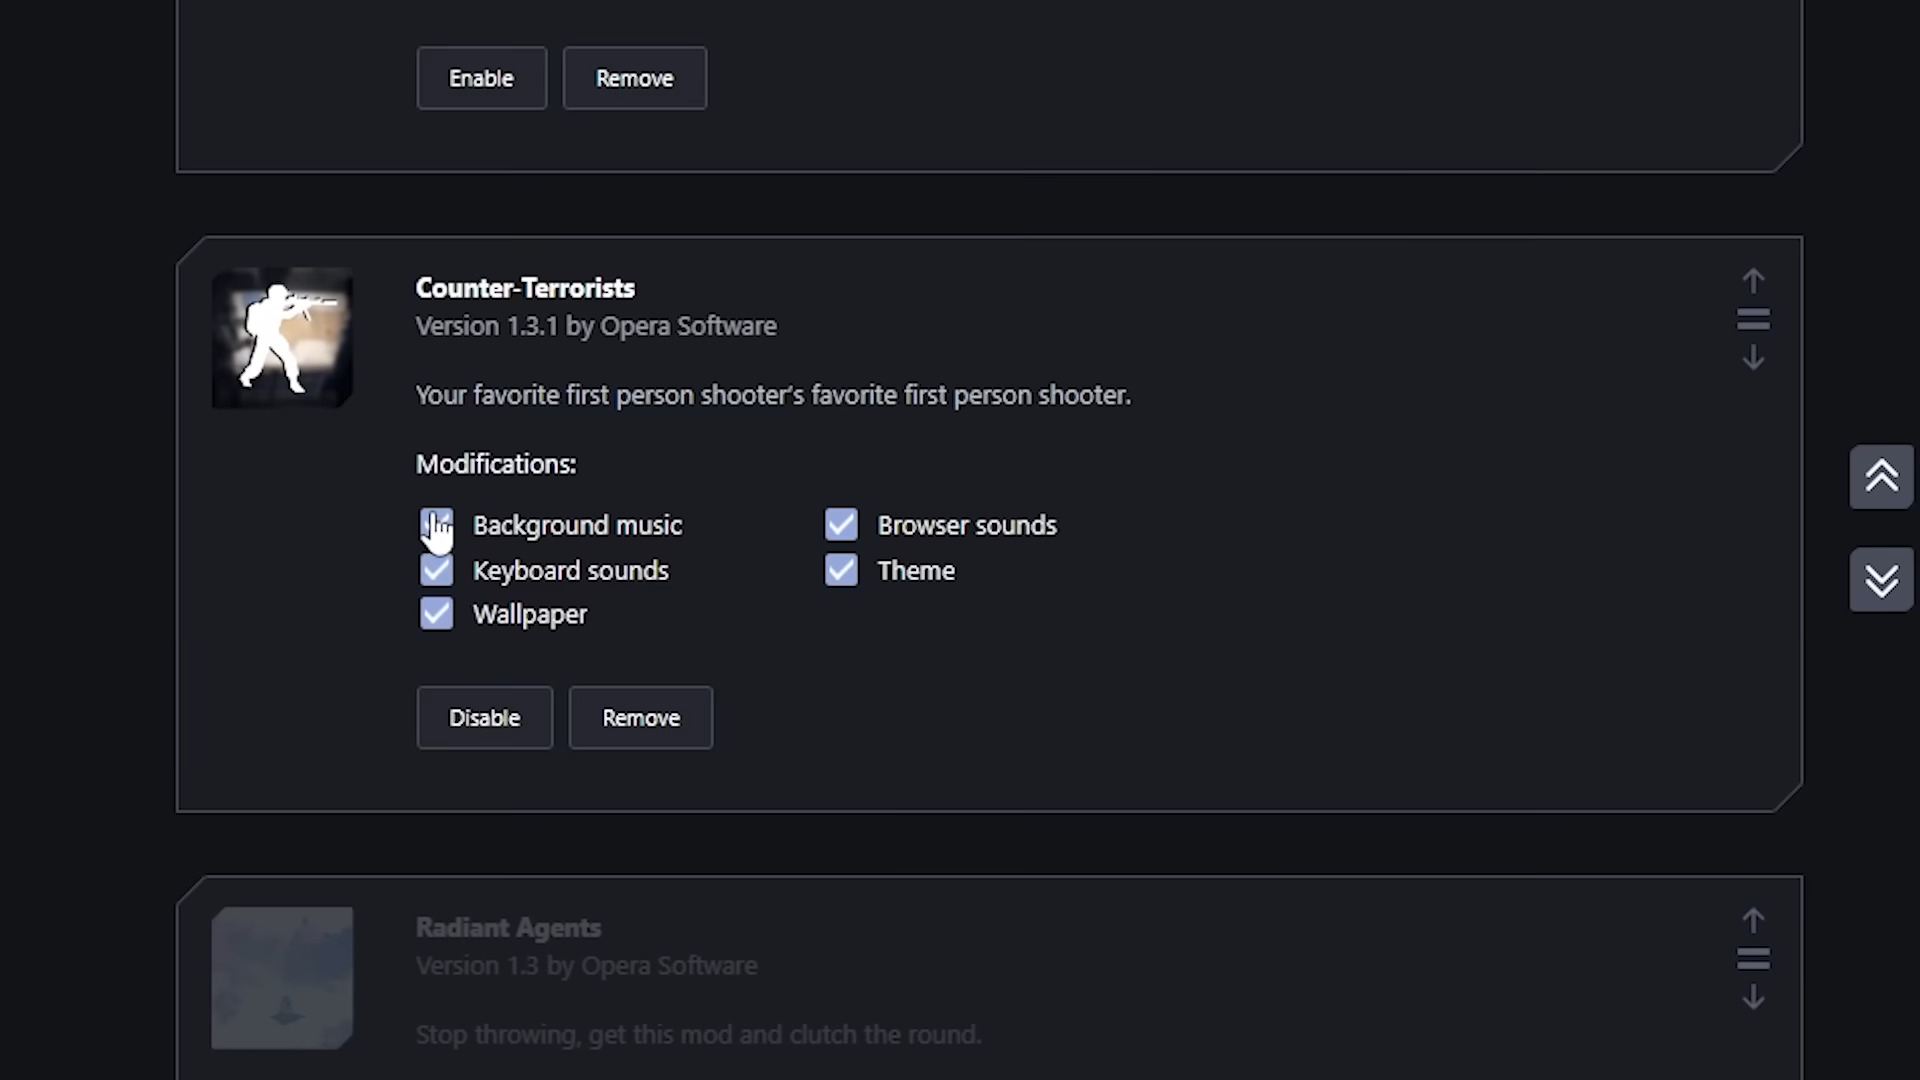 Enable Remove
Counter-Terrorists
Version 1.3.1 by Opera Software
Your favorite first person shooter's favorite first person shooter.
Modifications:
Background music Browser sounds
Keyboard sounds Theme
Wallpaper
Disable Remove
Radiant Agents
Version 1.3 by Opera Software
Stop throwing, get this mod and clutch the round.